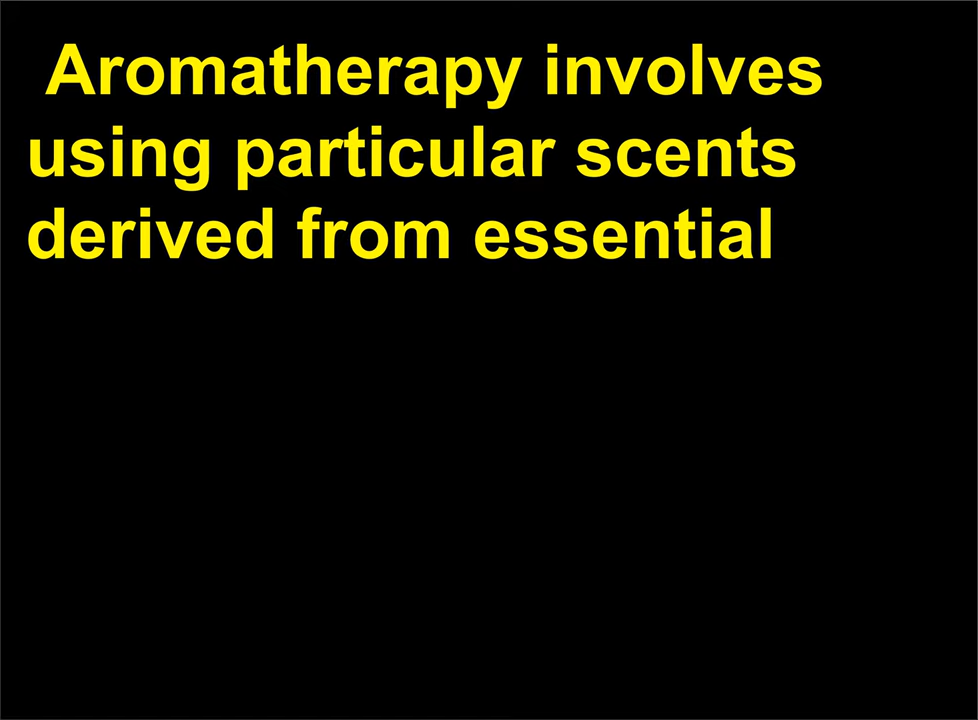 Aromatherapy involves
using particular scents
derived from essential